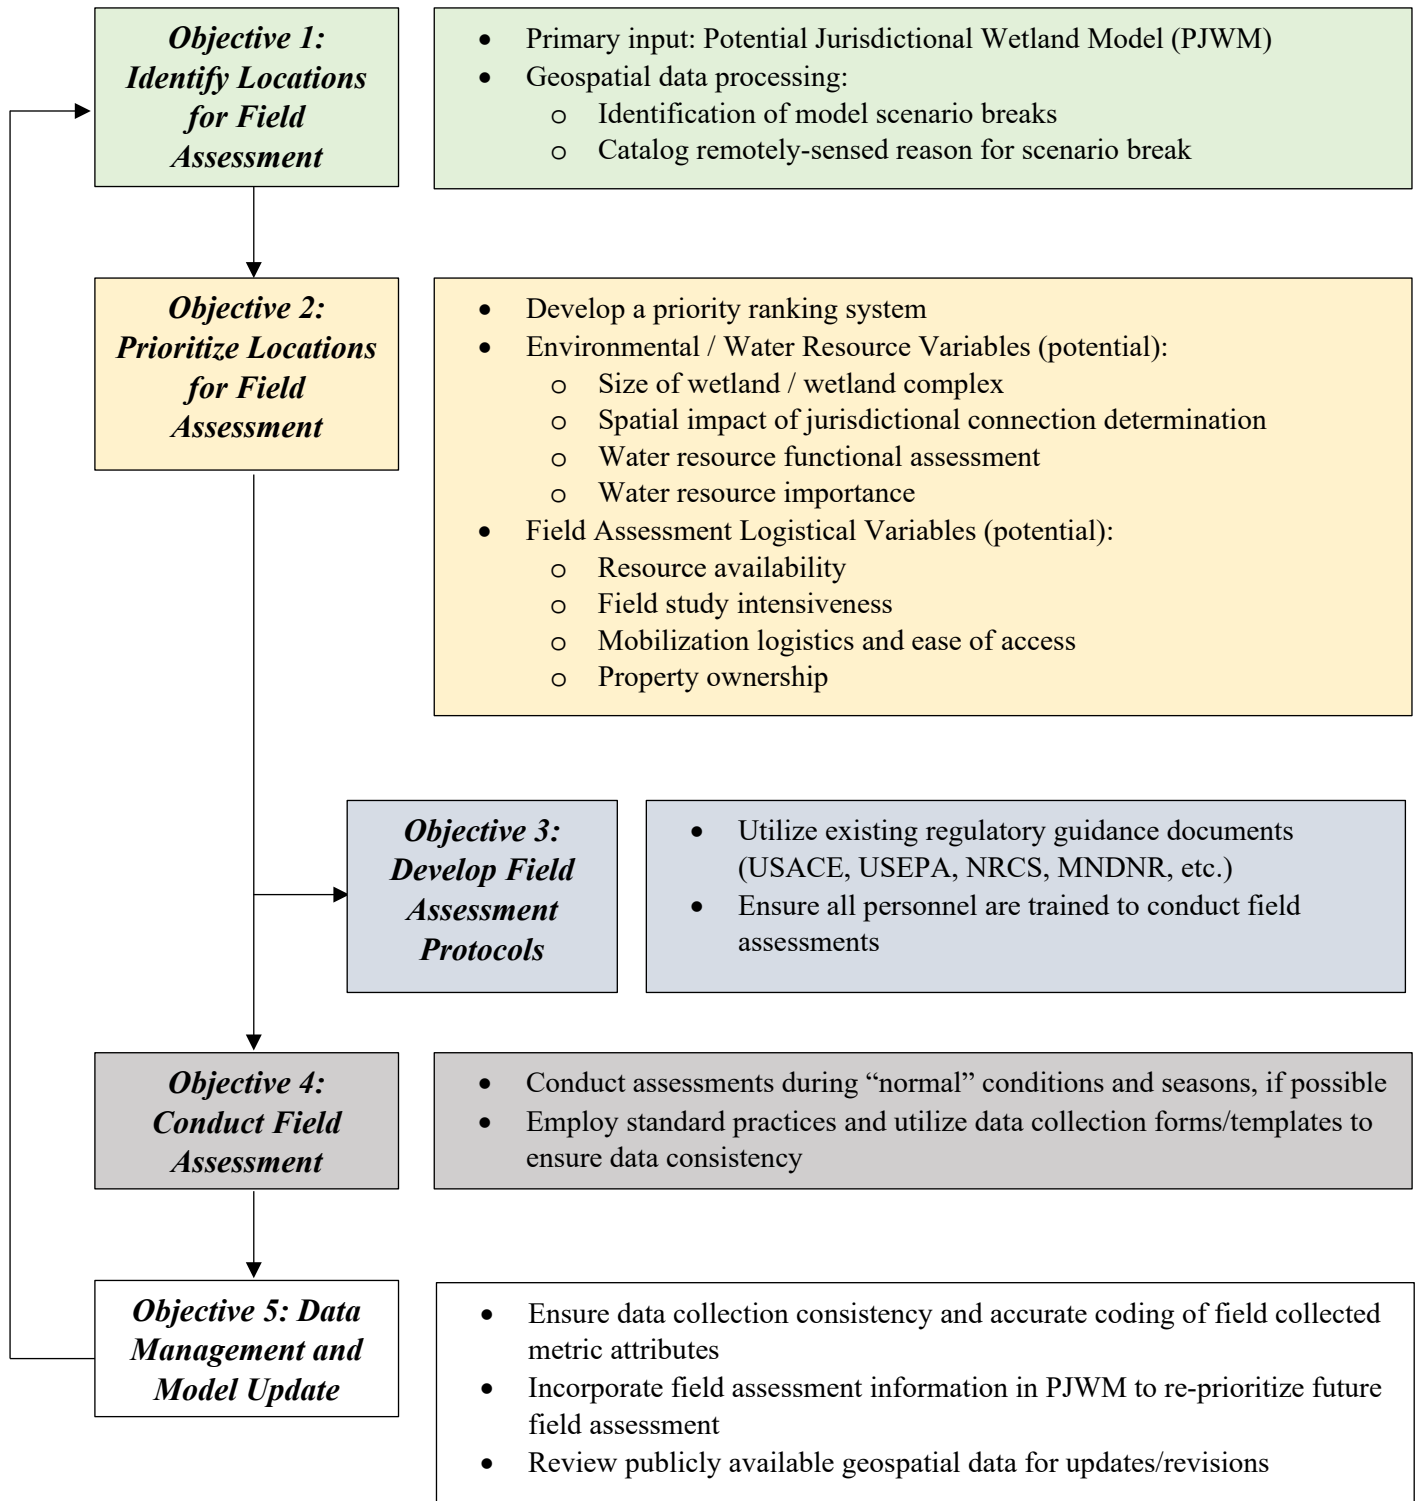 Objective 1:
Identify Locations
for Field
Assessment
• Primary input: Potential Jurisdictional Wetland Model (PJWM)
• Geospatial data processing:
o Identification of model scenario breaks
o Catalog remotely-sensed reason for scenario break
Objective 2:
Prioritize Locations
for Field
Assessment
• Develop a priority ranking system
• Environmental / Water Resource Variables (potential):
o Size of wetland / wetland complex
o Spatial impact of jurisdictional connection determination
o Water resource functional assessment
o Water resource importance
• Field Assessment Logistical Variables (potential):
o Resource availability
o Field study intensiveness
o Mobilization logistics and ease of access
o Property ownership
Objective 3:
Develop Field
Assessment
Protocols
• Utilize existing regulatory guidance documents
(USACE, USEPA, NRCS, MNDNR, etc.)
• Ensure all personnel are trained to conduct field
assessments
Objective 4:
Conduct Field
Assessment
• Conduct assessments during “normal” conditions and seasons, if possible
• Employ standard practices and utilize data collection forms/templates to
ensure data consistency
Objective 5: Data
Management and
Model Update
• Ensure data collection consistency and accurate coding of field collected
metric attributes
• Incorporate field assessment information in PJWM to re-prioritize future
field assessment
• Review publicly available geospatial data for updates/revisions